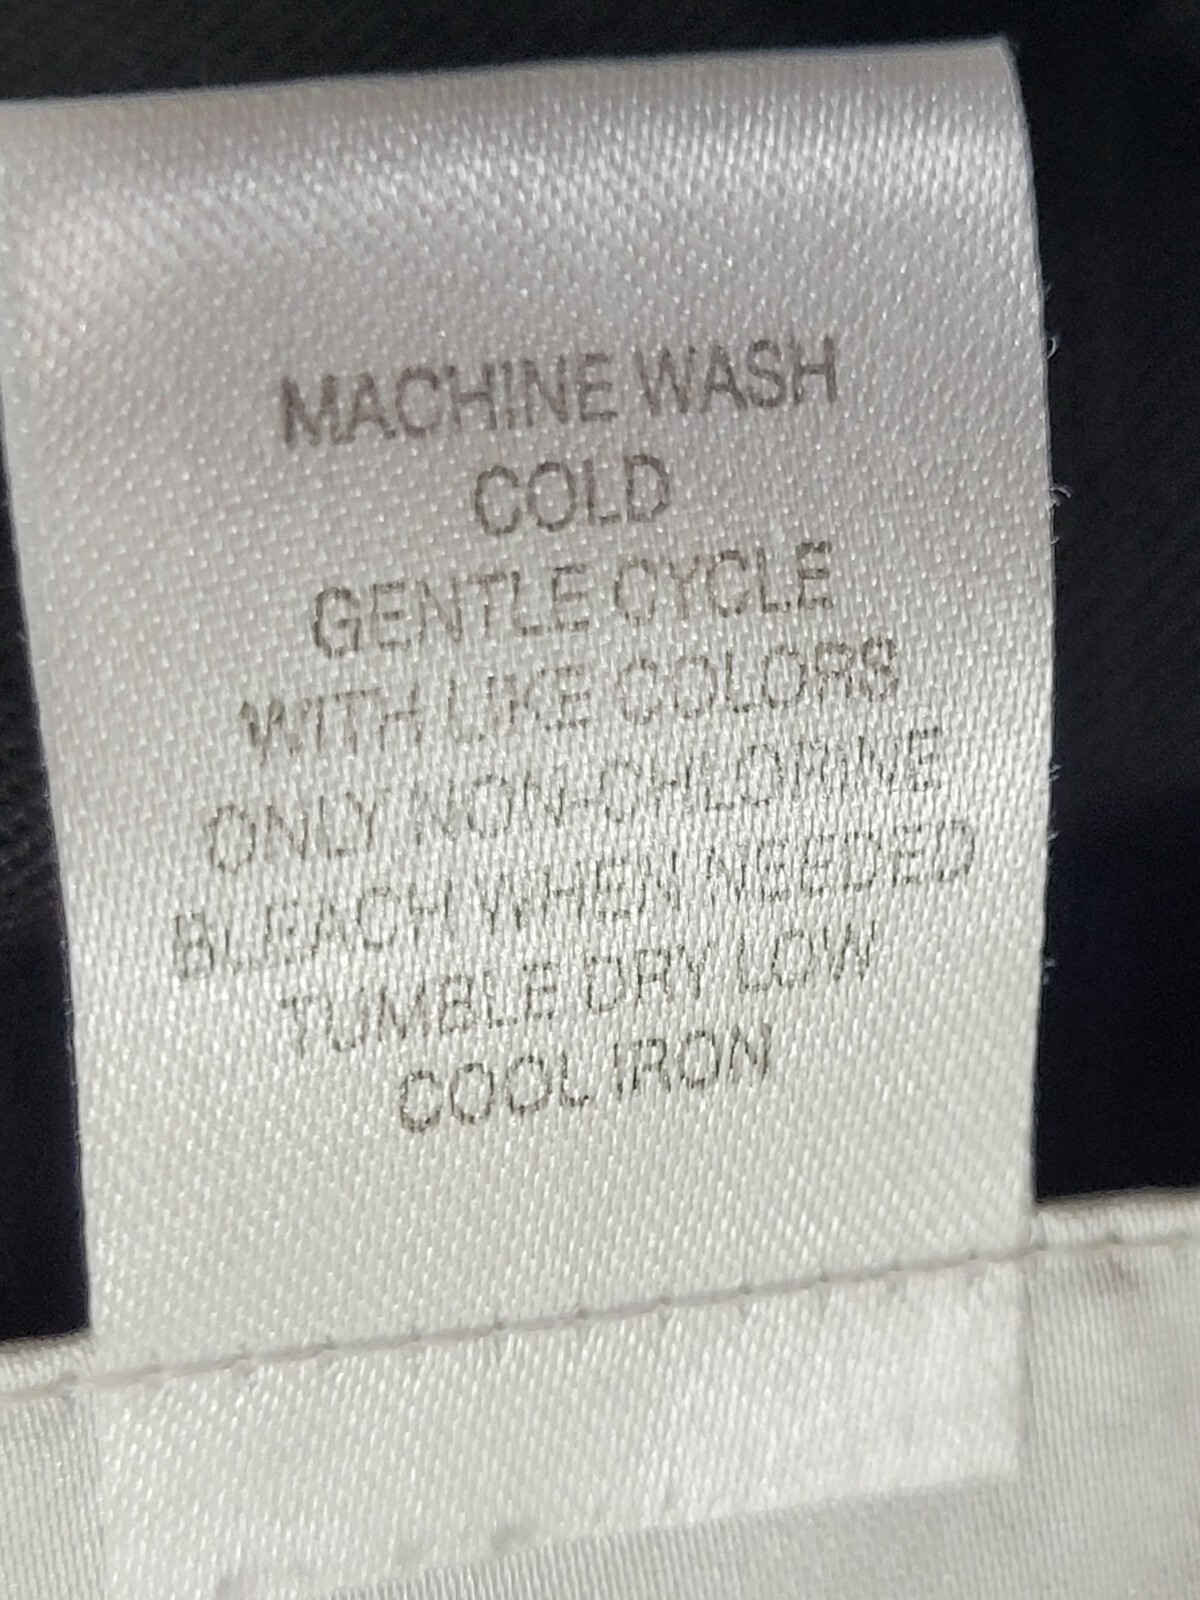 MACHINE WASH
COLD
GENTLE CYCLE
WITH LIKE COLORS
ONLY NON-CHLORINE
BLEACH WHEN NEEDED
TUMBLE DRY LOW
COOL IRON